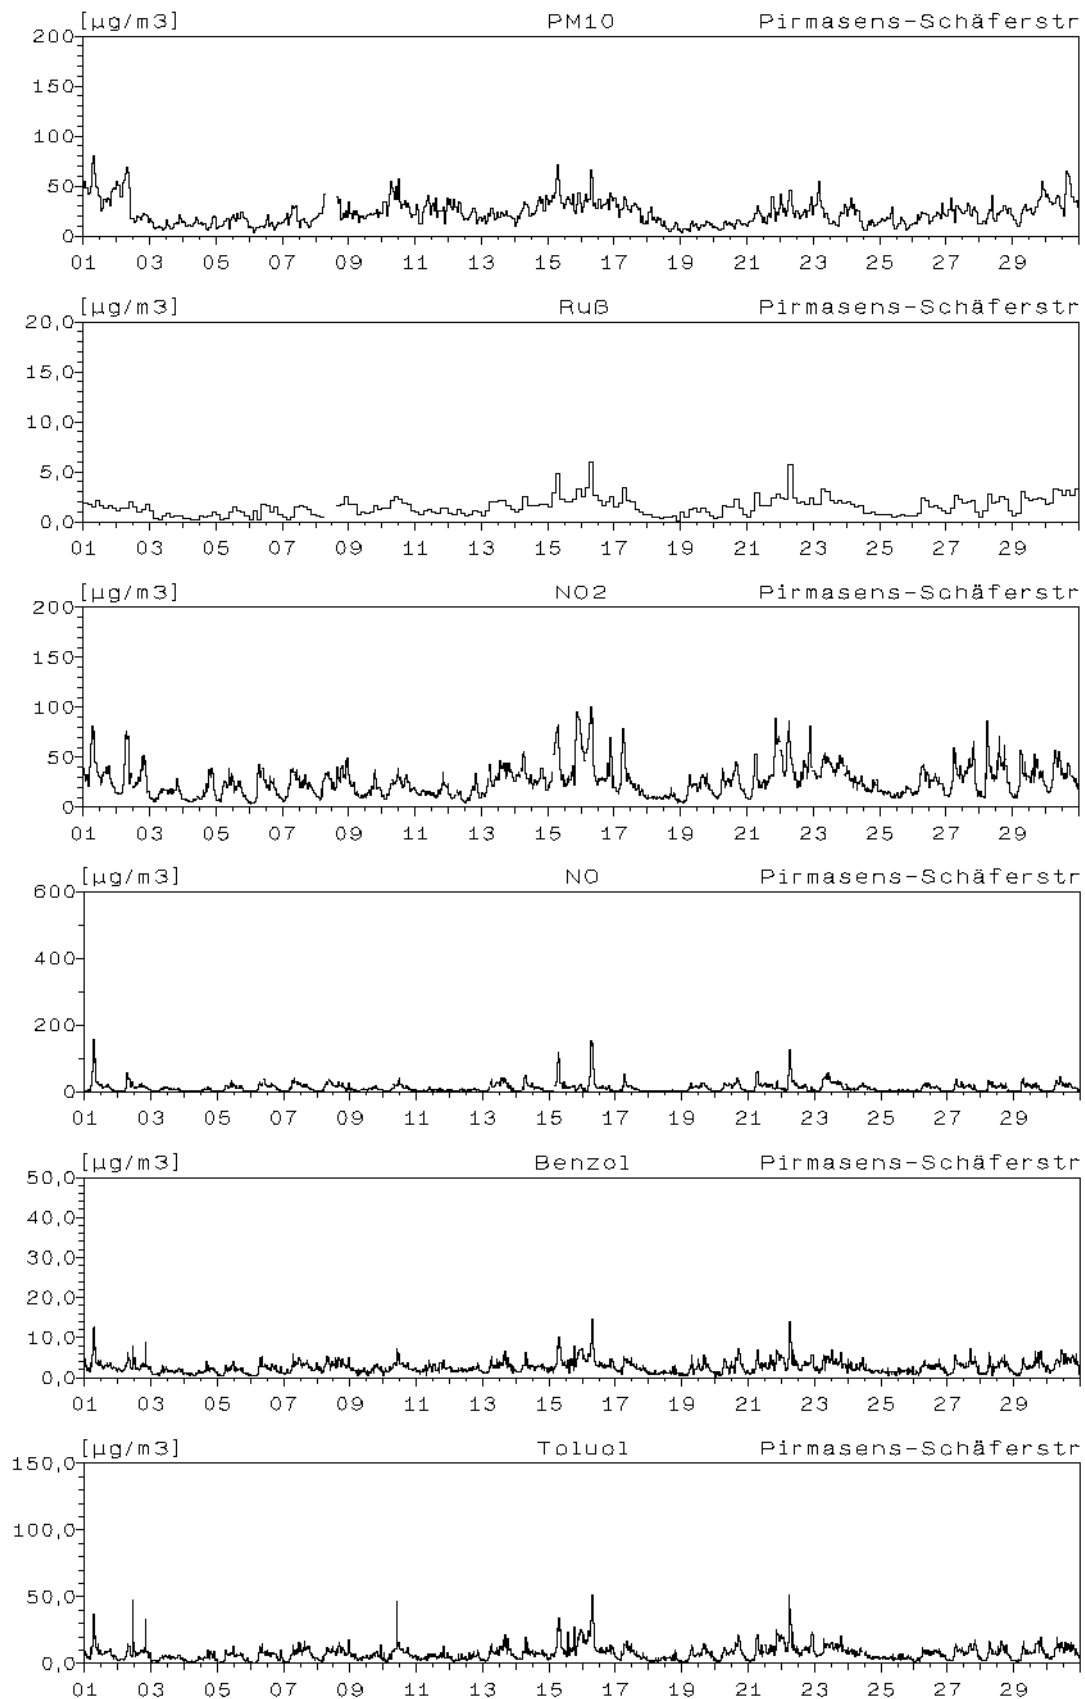 [µg/m3] PM10 Pirmasens-Schäferstr
200
150
100
50
0
01 03 05 07 09 11 13 15 17 19 21 23 25 27 29
[µg/m3] Ruß Pirmasens-Schäferstr
20,0
15,0
10,0
5,0
0,0
01 03 05 07 09 11 13 15 17 19 21 23 25 27 29
[µg/m3] NO2 Pirmasens-Schäferstr
200
150
100
50
0
01 03 05 07 09 11 13 15 17 19 21 23 25 27 29
[µg/m3] NO Pirmasens-Schäferstr
600
400
200
0
01 03 05 07 09 11 13 15 17 19 21 23 25 27 29
[µg/m3] Benzol Pirmasens-Schäferstr
50,0
40,0
30,0
20,0
10,0
0,0
01 03 05 07 09 11 13 15 17 19 21 23 25 27 29
[µg/m3] Toluol Pirmasens-Schäferstr
150,0
100,0
50,0
0,0
01 03 05 07 09 11 13 15 17 19 21 23 25 27 29